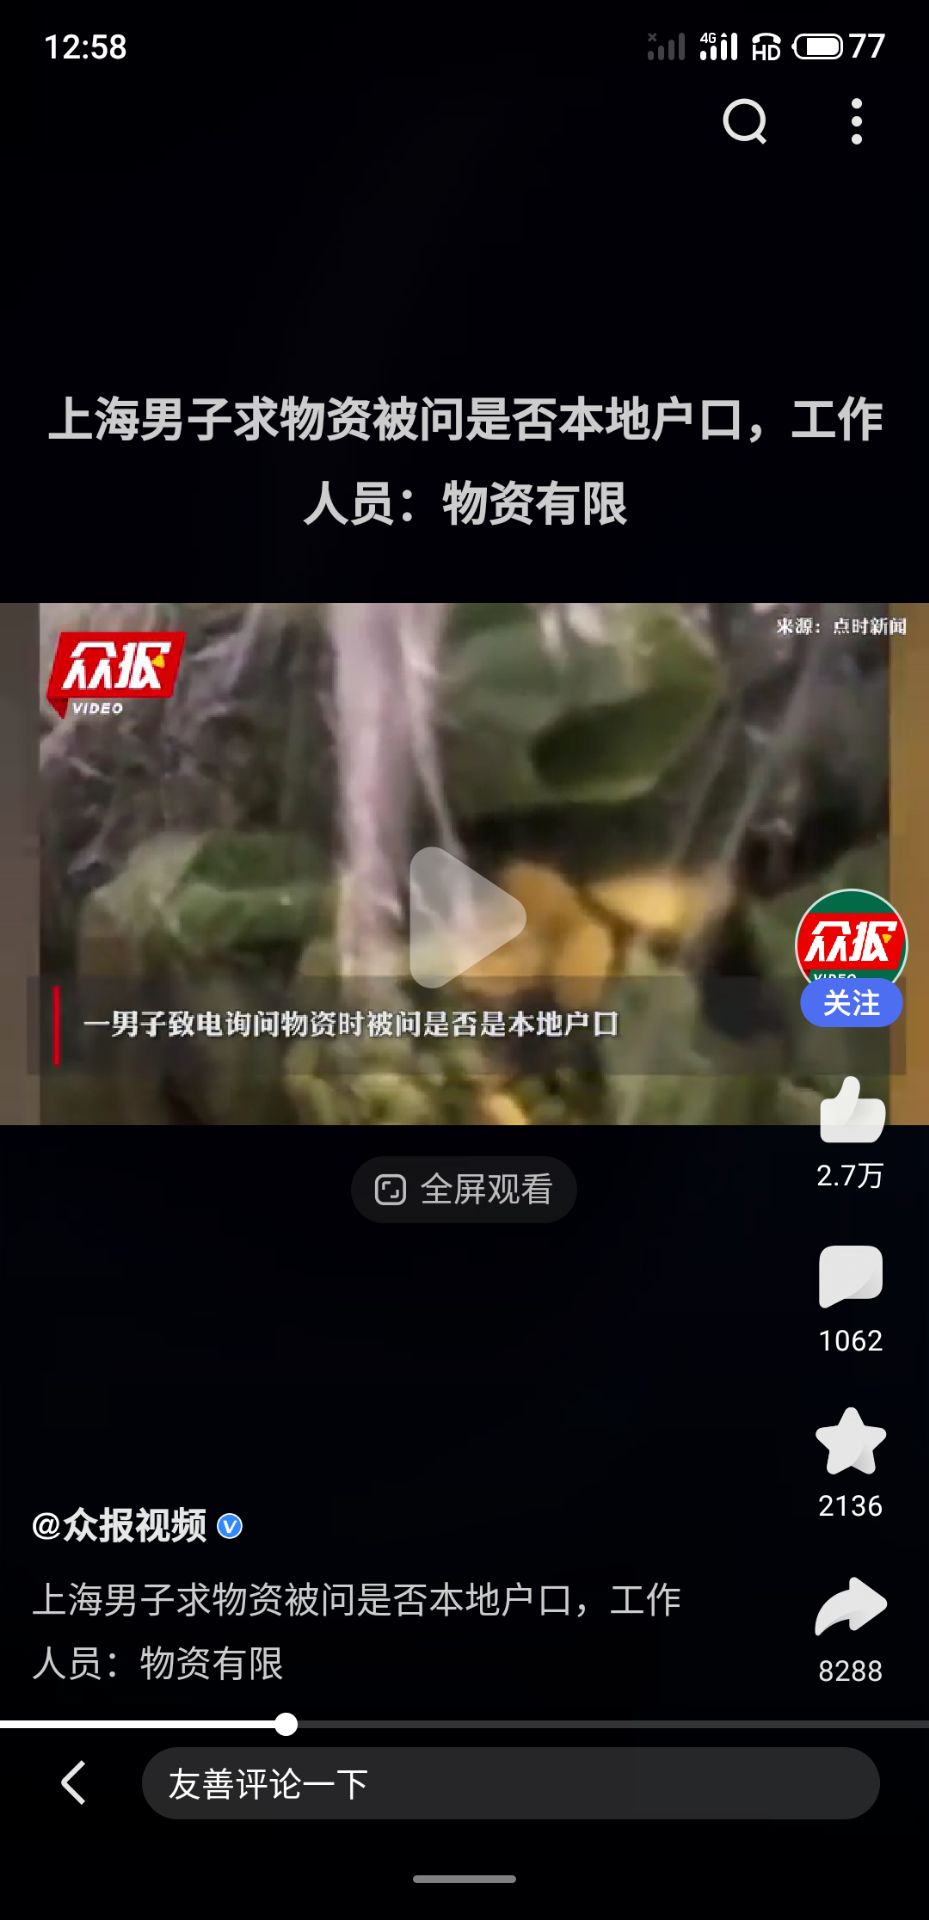 12:58
4G HD 77
上海男子求物资被问是否本地户口，工作
人员：物资有限
众报
VIDEO
来源：点时新闻
众报
VIDEO
关注
一男子致电询问物资时被问是否是本地户口
2.7万
全屏观看
1062
2136
@众报视频
上海男子求物资被问是否本地户口，工作
人员：物资有限
8288
友善评论一下